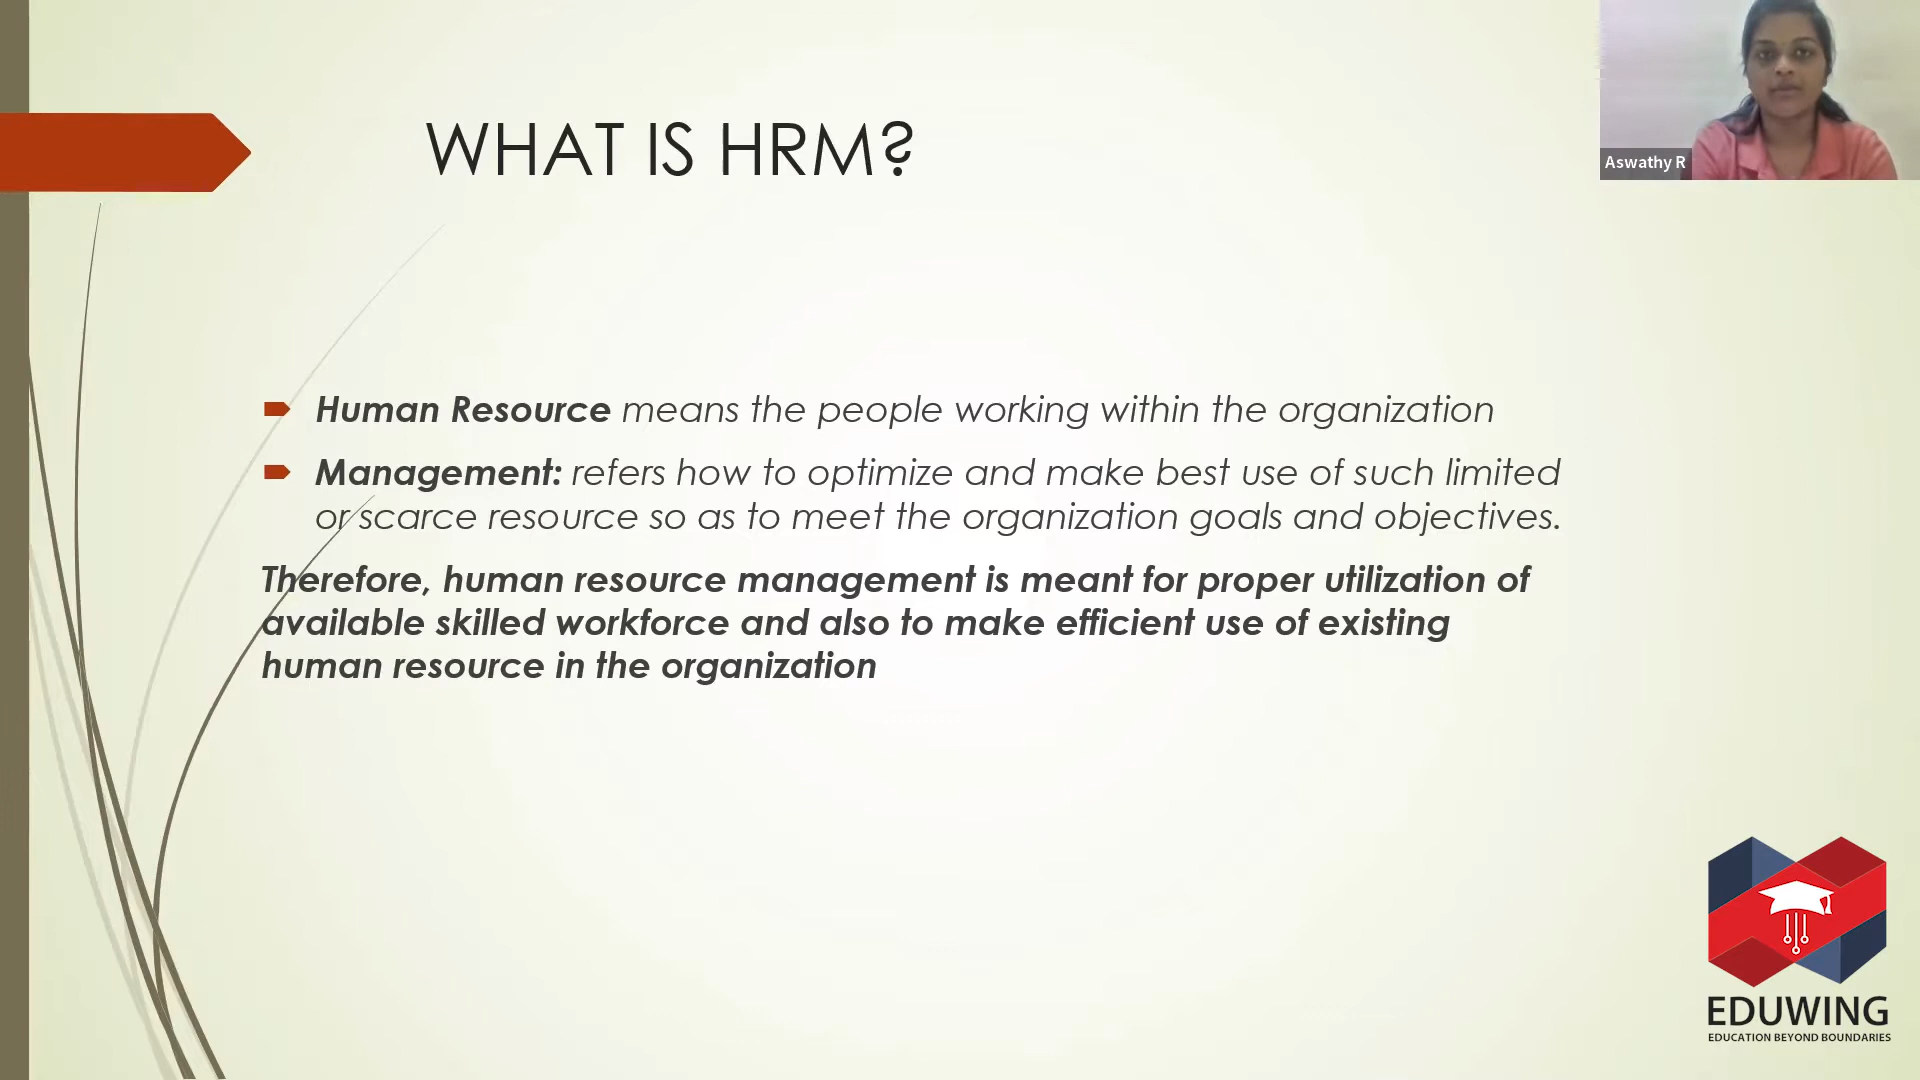 WHAT IS HRM?
Aswathy R
Human Resource means the people working within the organization
Management: refers how to optimize and make best use of such limited
or scarce resource so as to meet the organization goals and objectives.
Therefore, human resource management is meant for proper utilization of
available skilled workforce and also to make efficient use of existing
human resource in the organization
EDUWING
EDUCATION BEYOND BOUNDARIES